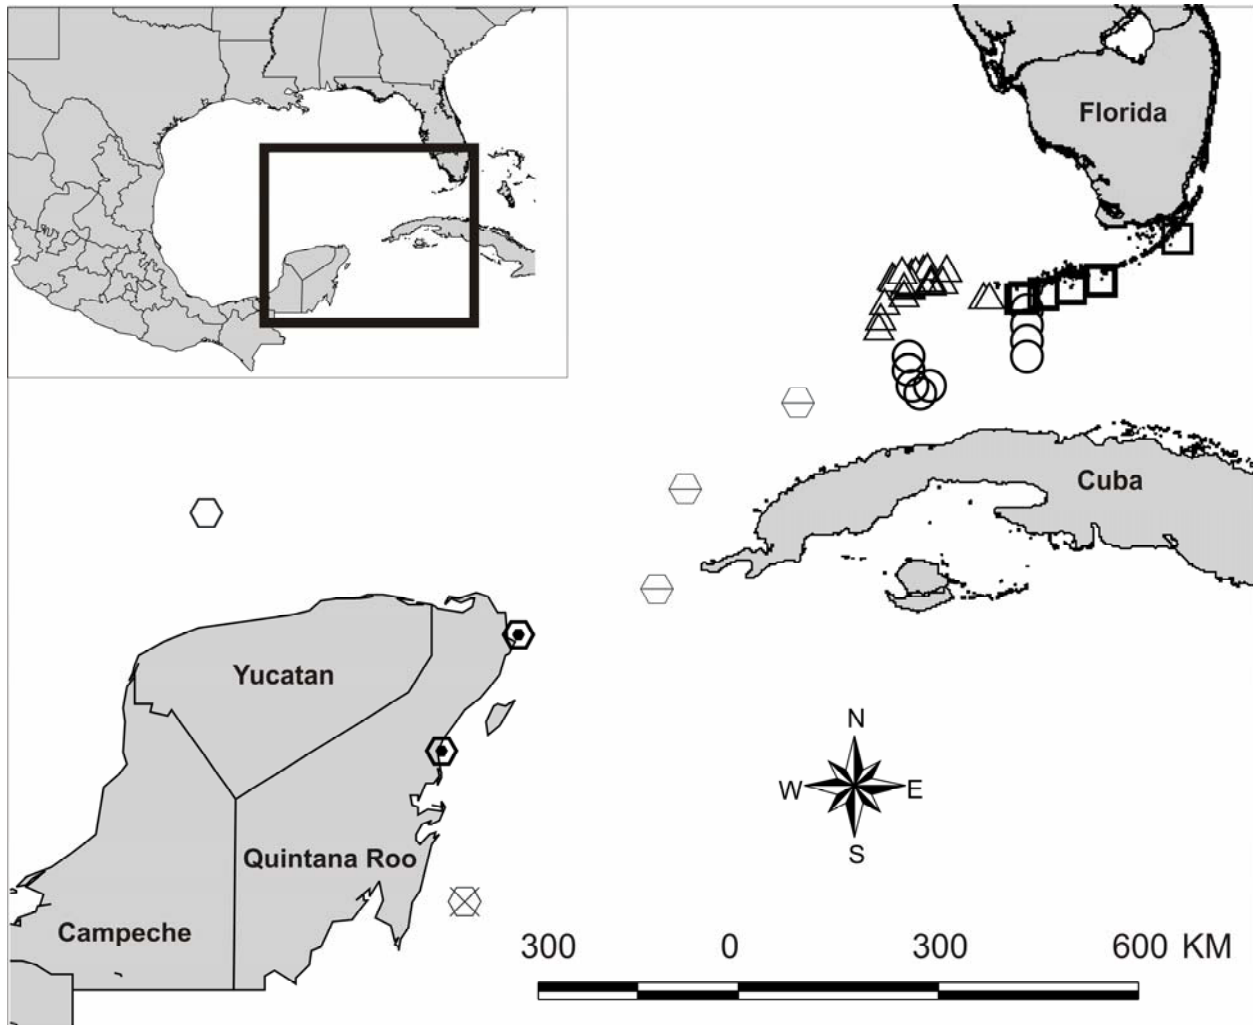 Florida
Cuba
Yucatan
N
W E
S
Quintana Roo
Campeche
300 0 300 600 KM